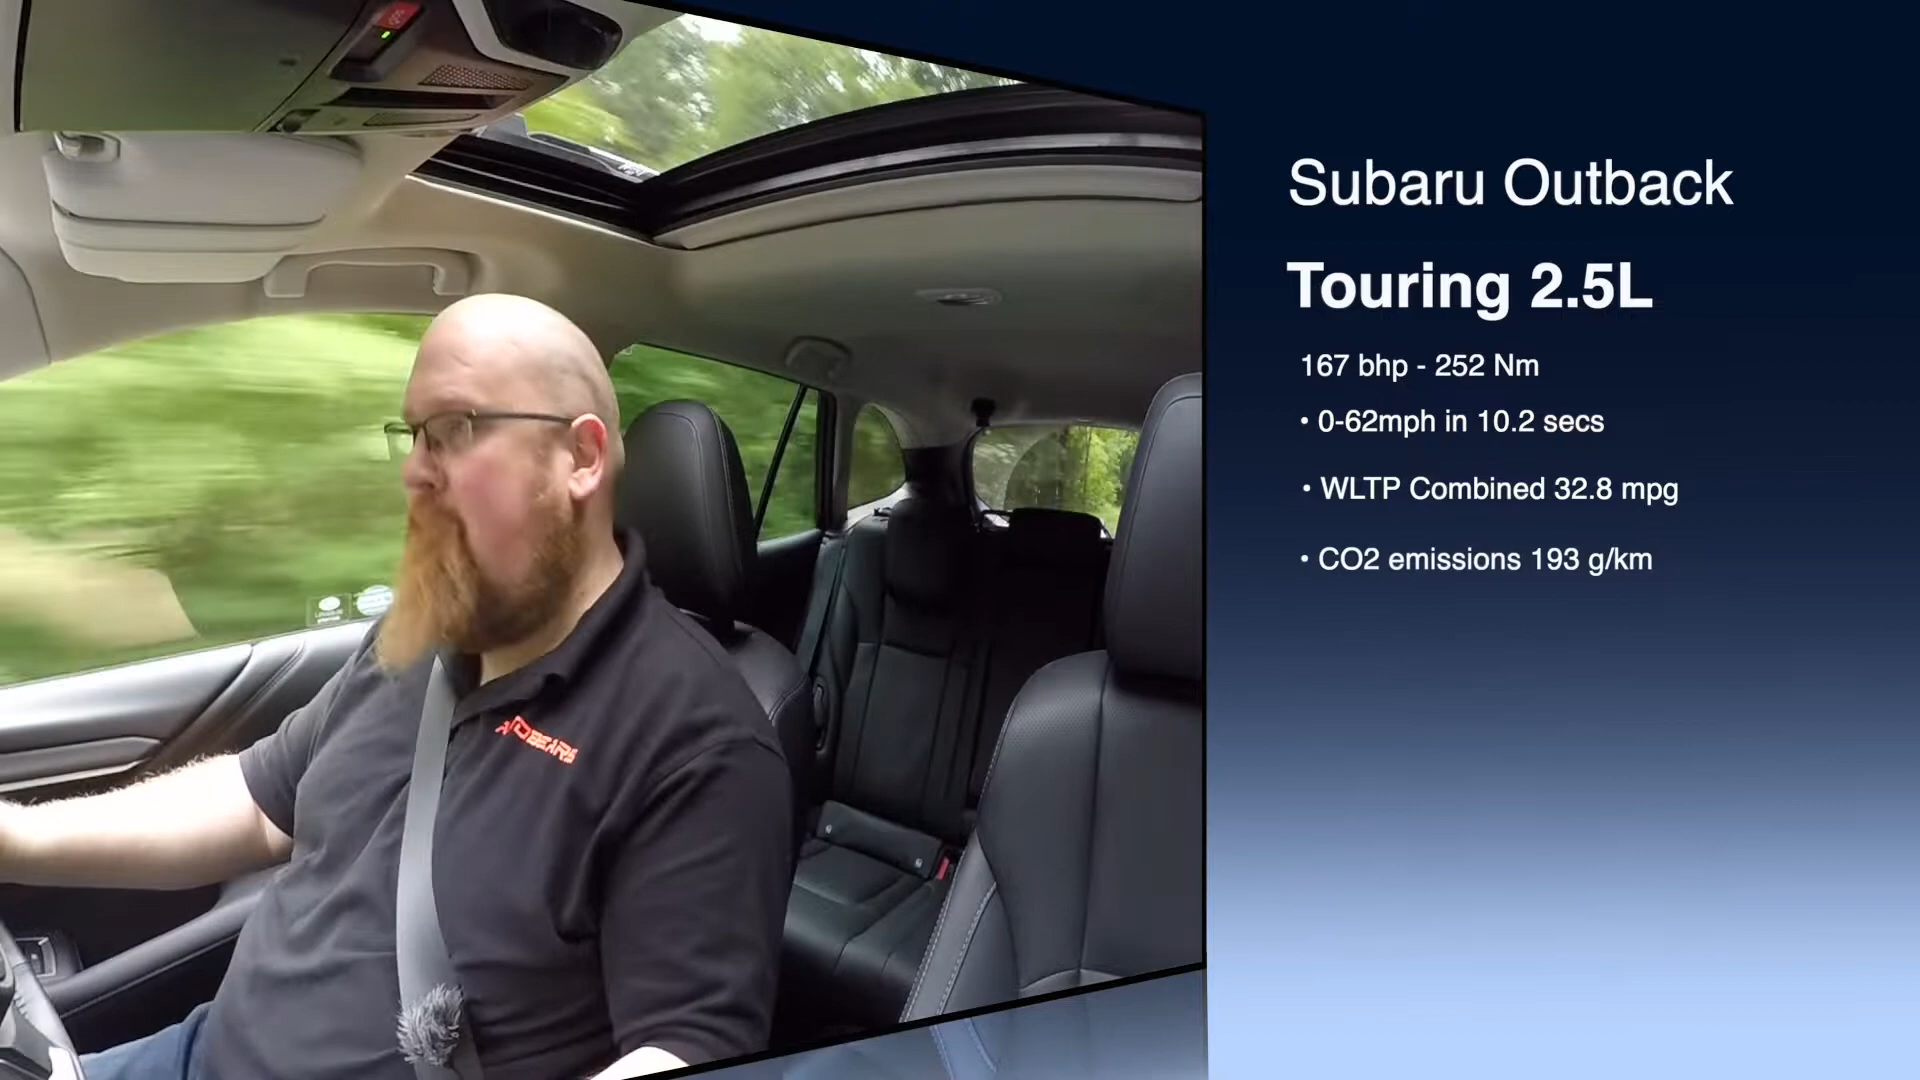 Subaru Outback
Touring 2.5L
167 bhp - 252 Nm
• 0-62mph in 10.2 secs
• WLTP Combined 32.8 mpg
• CO2 emissions 193 g/km